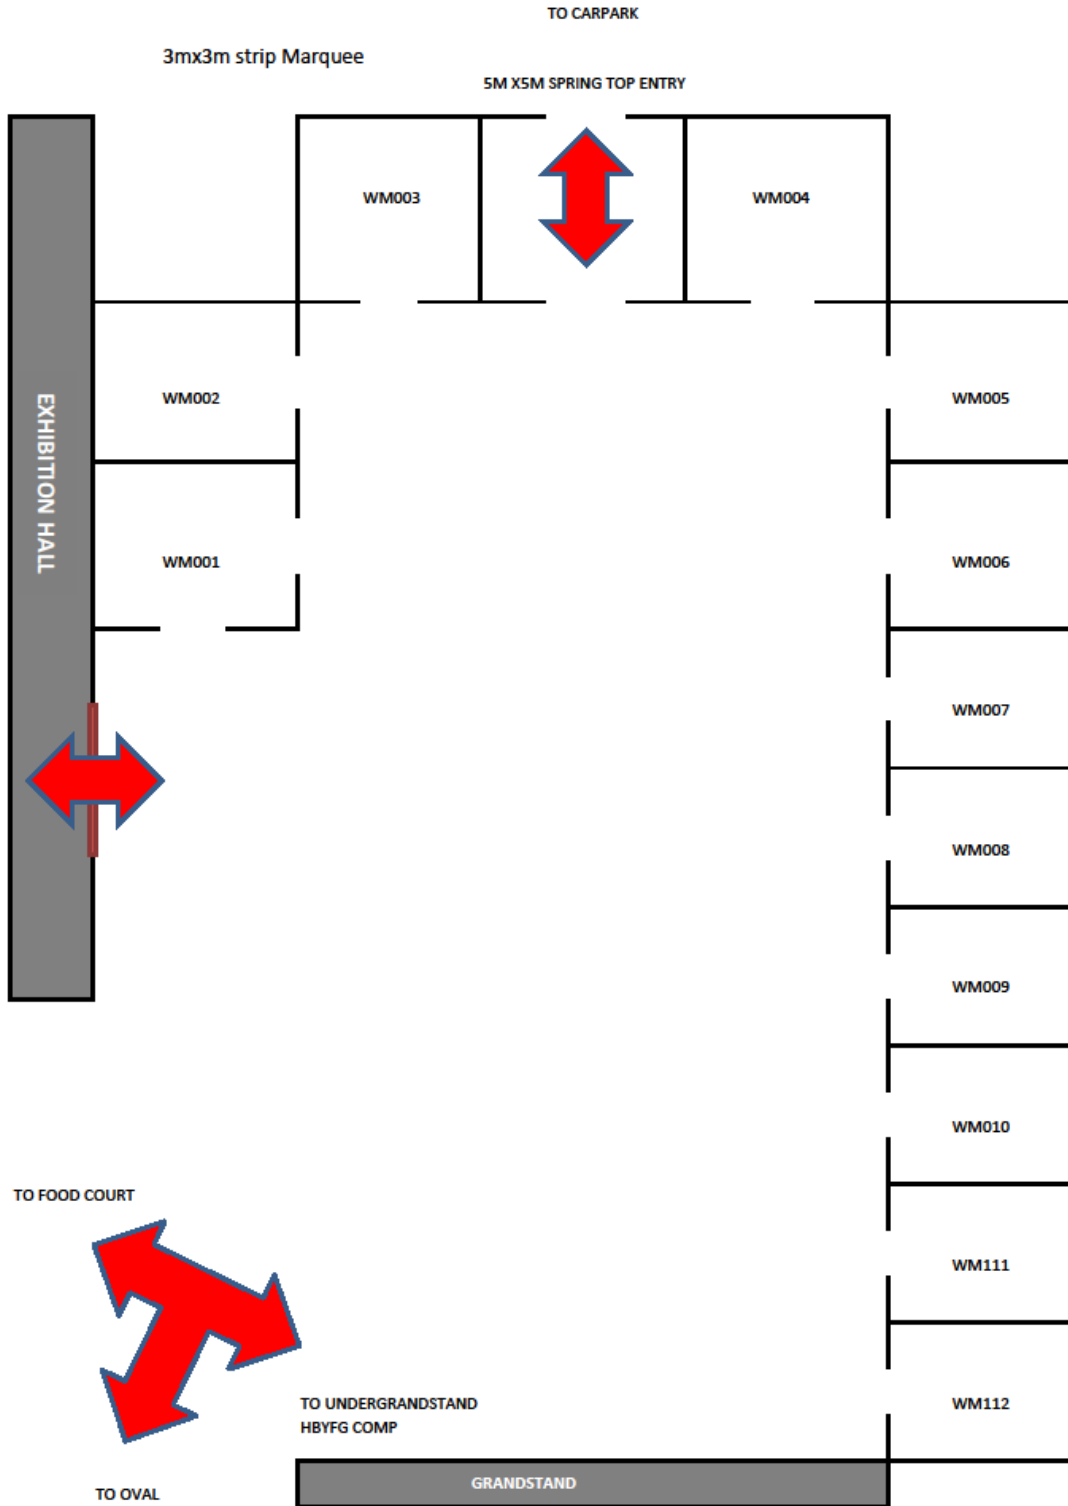 TO CARPARK
3mx3m strip Marquee
5M X5M SPRING TOP ENTRY
WM003
WM004
EXHIBITION HALL
WM002
WM005
WM001
WM006
WM007
WM008
WM009
WM010
TO FOOD COURT
WM111
TO UNDERGRANDSTAND
HBYFG COMP
WM112
GRANDSTAND
TO OVAL